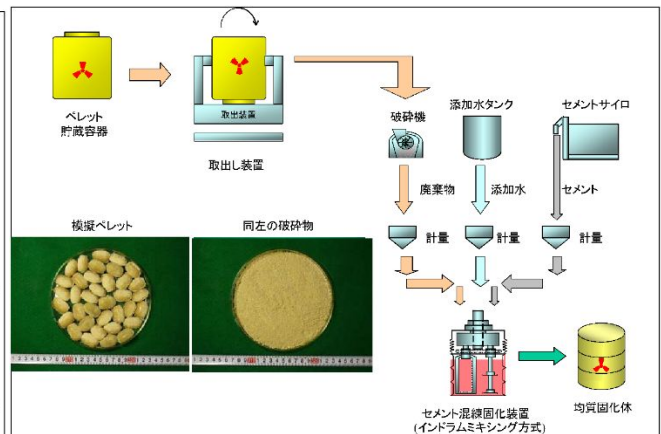 ペレット
貯蔵容器
取出装置
取出し装置
破砕機
添加水タンク
セメントサイロ
廃棄物
添加水
セメント
計量
計量
計量
模擬ペレット
同左の破砕物
セメント混練固化装置
(インドラムミキシング方式)
均質固化体